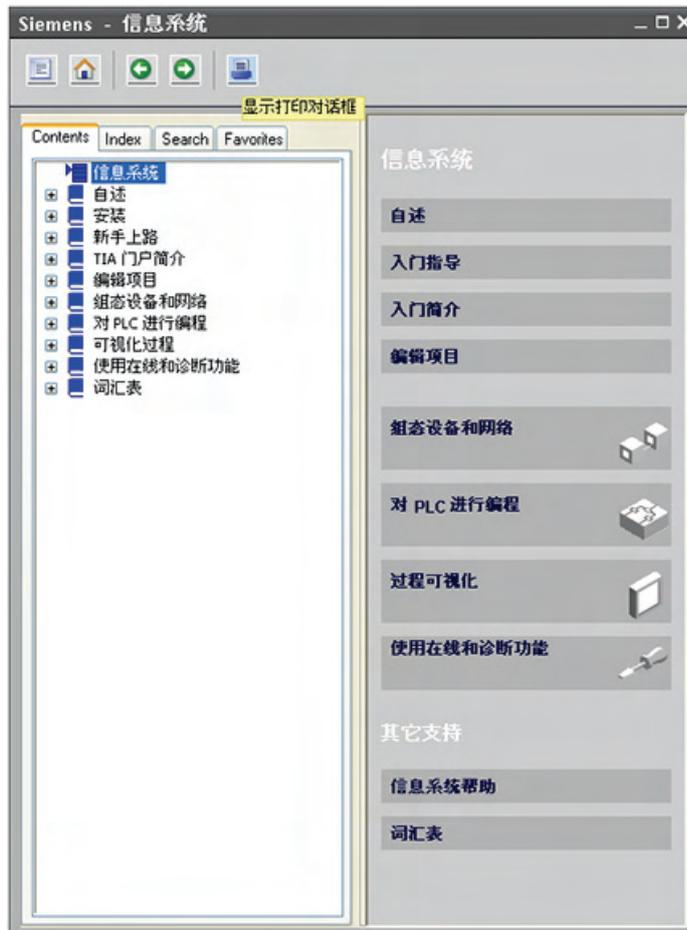 Siemens - 信息系统
显示打印对话框
Contents Index Search Favorites
信息系统
自述
安装
新手上路
TIA 门户简介
编辑项目
组态设备和网络
对 PLC 进行编程
可视化过程
使用在线和诊断功能
词汇表
信息系统
自述
入门指导
入门简介
编辑项目
组态设备和网络
对 PLC 进行编程
过程可视化
使用在线和诊断功能
其它支持
信息系统帮助
词汇表